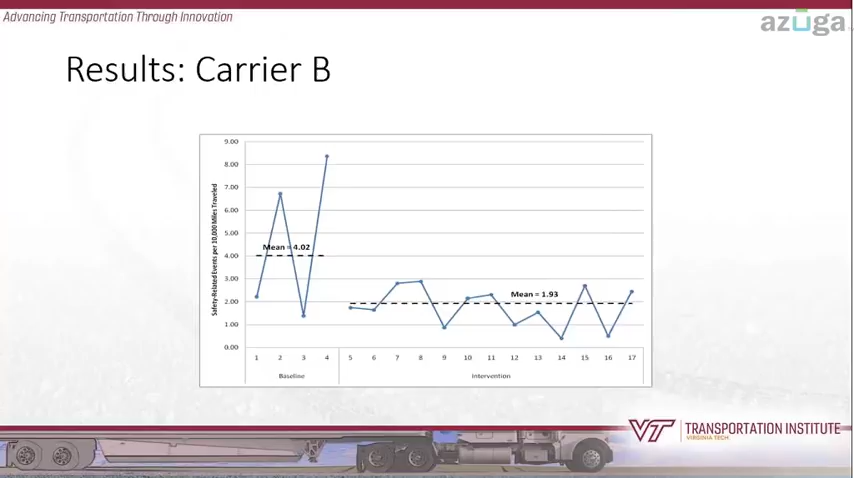 Advancing Transportation Through Innovation
azuga
Results: Carrier B
9.00
8.00
7.00
6.00
5.00
4.00
3.00
2.00
1.00
0.00
Safety-Related Events per 10,000 Miles Traveled
Mean = 4.02
Mean = 1.93
1 2 3 4 5 6 7 8 9 10 11 12 13 14 15 16 17
Baseline Intervention
VT TRANSPORTATION INSTITUTE
VIRGINIA TECH